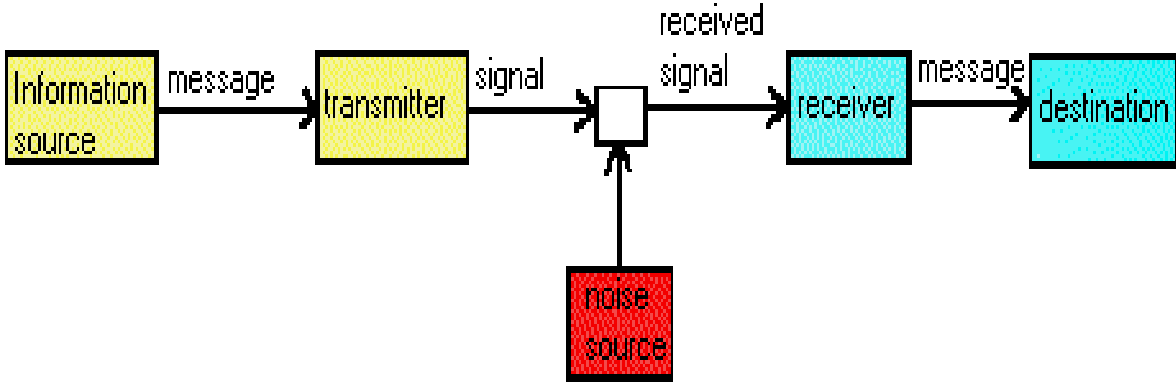 Information
source
message
transmitter
signal
received
signal
receiver
message
destination
noise
source